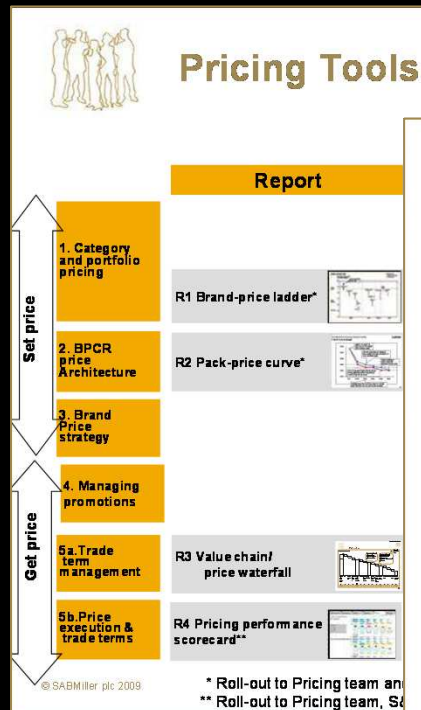 Pricing Tools
Report
Set price
1. Category
and portfolio
pricing
R1 Brand-price ladder*
2. BPCR
price
Architecture
R2 Pack-price curve*
3. Brand
Price
strategy
Get price
4. Managing
promotions
5a.Trade
term
management
R3 Value chain/
price waterfall
5b.Price
execution &
trade terms
R4 Pricing performance
scorecard**
© SABMiller plc 2009
* Roll-out to Pricing team
** Roll-out to Pricing team,